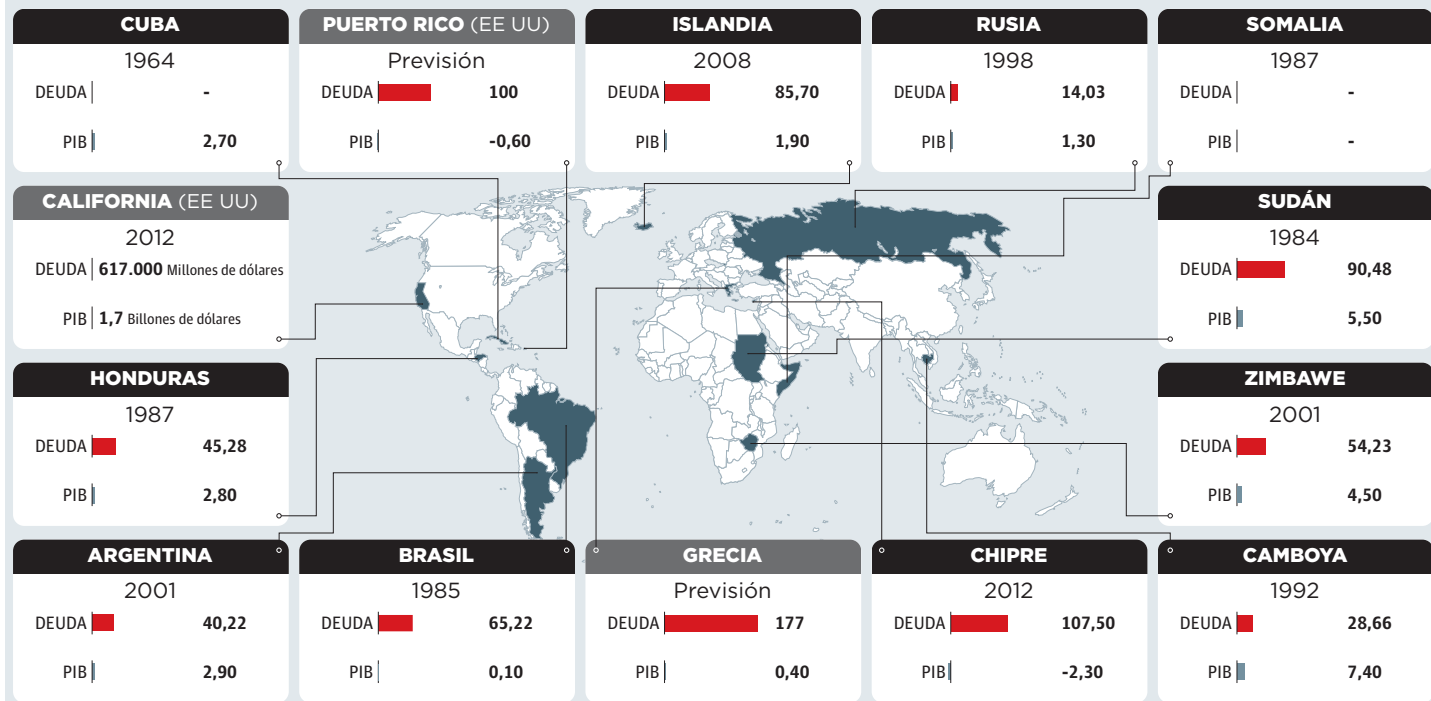 CUBA
1964
DEUDA -
PIB 2,70
PUERTO RICO (EE UU)
Previsión
DEUDA 100
PIB -0,60
ISLANDIA
2008
DEUDA 85,70
PIB 1,90
RUSIA
1998
DEUDA 14,03
PIB 1,30
SOMALIA
1987
DEUDA -
PIB -
CALIFORNIA (EE UU)
2012
DEUDA 617.000 Millones de dólares
PIB 1,7 Billones de dólares
SUDÁN
1984
DEUDA 90,48
PIB 5,50
HONDURAS
1987
DEUDA 45,28
PIB 2,80
ZIMBAWE
2001
DEUDA 54,23
PIB 4,50
ARGENTINA
2001
DEUDA 40,22
PIB 2,90
BRASIL
1985
DEUDA 65,22
PIB 0,10
GRECIA
Previsión
DEUDA 177
PIB 0,40
CHIPRE
2012
DEUDA 107,50
PIB -2,30
CAMBOYA
1992
DEUDA 28,66
PIB 7,40